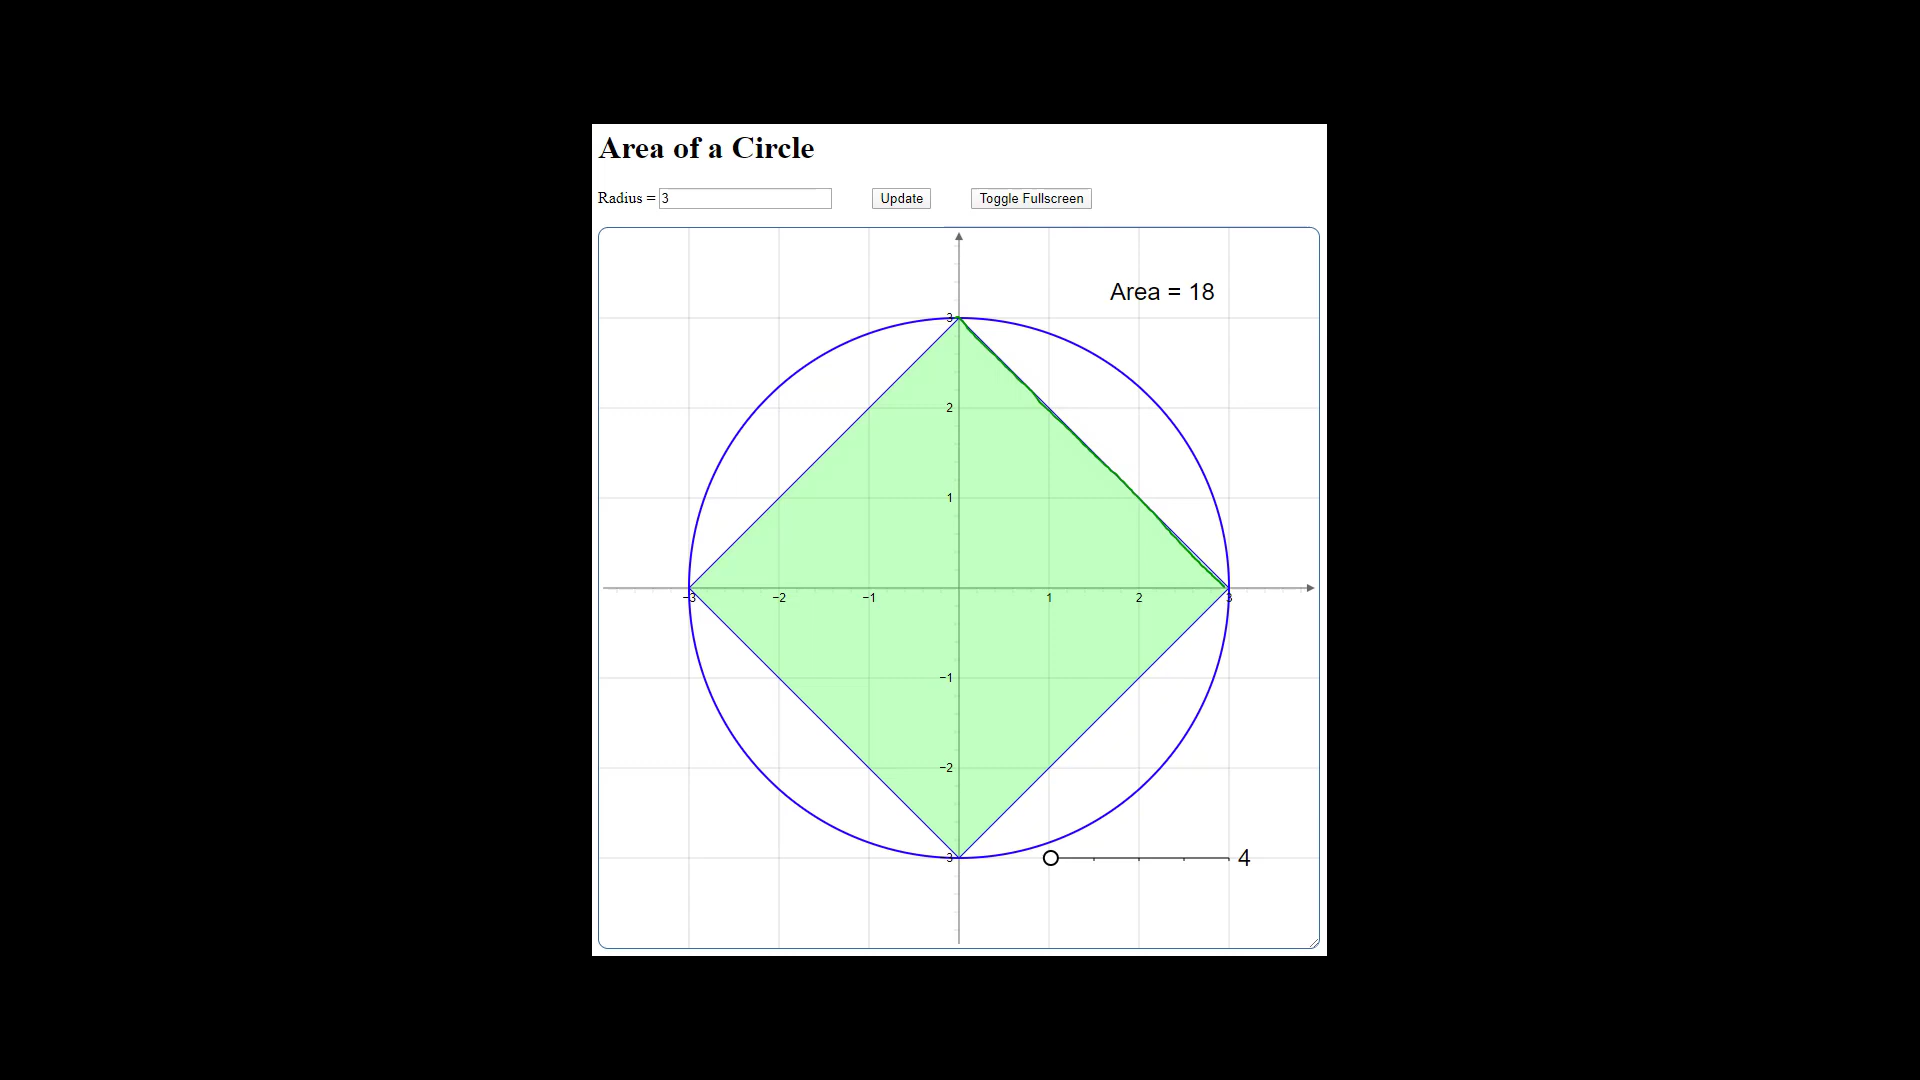 Area of a Circle
Radius = 3 Update Toggle Fullscreen
Area = 18
3
2
1
−3 −2 −1 1 2 3
−1
−2
3
4